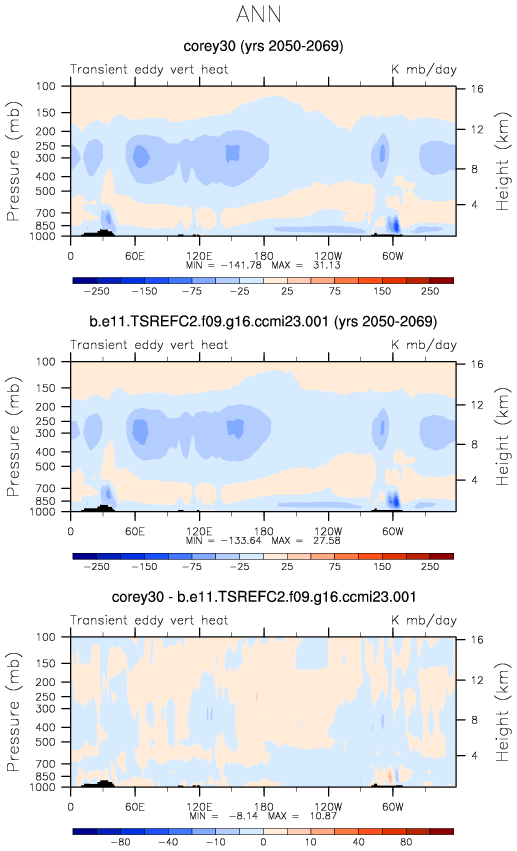 ANN
corey30 (yrs 2050-2069)
Transient eddy vert heat K mb/day
Pressure (mb)
Height (km)
100
150
200
250
300
400
500
700
850
1000
16
12
8
4
0 60E 120E 180 120W 60W
MIN = -141.78 MAX = 31.13
-250 -150 -75 -25 25 75 150 250
b.e11.TSREFC2.f09.g16.ccmi23.001 (yrs 2050-2069)
Transient eddy vert heat K mb/day
Pressure (mb)
Height (km)
100
150
200
250
300
400
500
700
850
1000
16
12
8
4
0 60E 120E 180 120W 60W
MIN = -133.64 MAX = 27.58
-250 -150 -75 -25 25 75 150 250
corey30 - b.e11.TSREFC2.f09.g16.ccmi23.001
Transient eddy vert heat K mb/day
Pressure (mb)
Height (km)
100
150
200
250
300
400
500
700
850
1000
16
12
8
4
0 60E 120E 180 120W 60W
MIN = -8.14 MAX = 10.87
-80 -40 -10 0 10 40 80